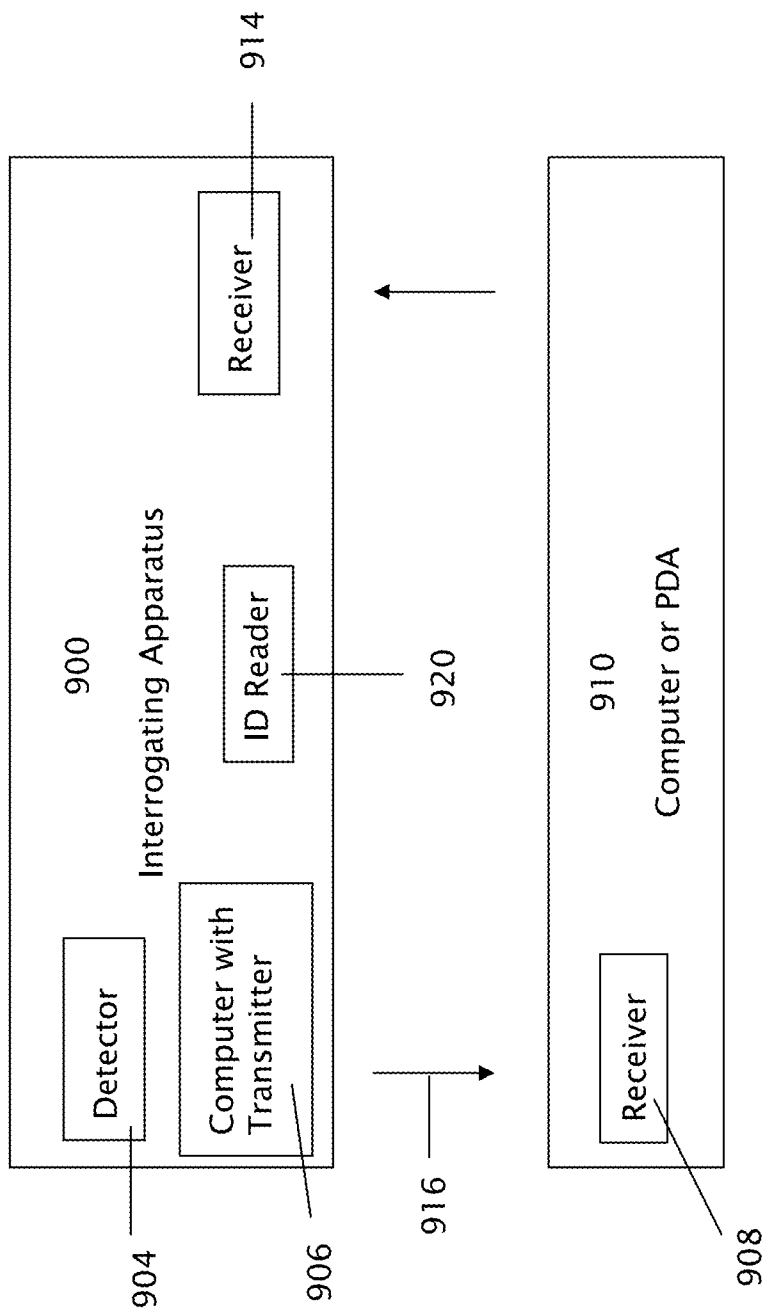 900
Interrogating Apparatus
Detector
904
Computer with
Transmitter
906
ID Reader
920
Receiver
914
916
910
Computer or PDA
Receiver
908